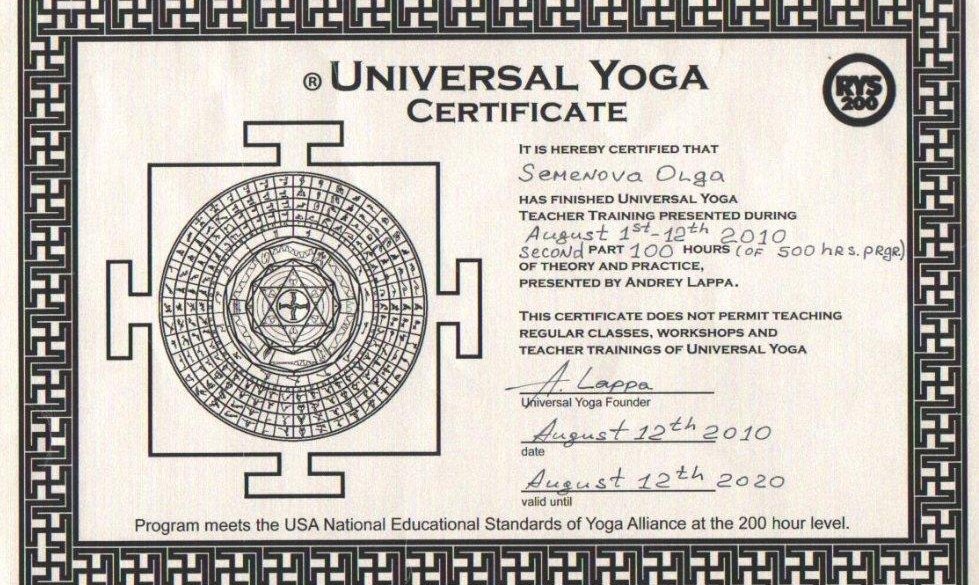 ® UNIVERSAL YOGA
CERTIFICATE
RYS
200
IT IS HEREBY CERTIFIED THAT
Semenova Olga
HAS FINISHED UNIVERSAL YOGA
TEACHER TRAINING PRESENTED DURING
August 1st-12th 2010
second PART 100 HOURS (OF 500 hRs. PRgR.)
OF THEORY AND PRACTICE,
PRESENTED BY ANDREY LAPPA.
THIS CERTIFICATE DOES NOT PERMIT TEACHING
REGULAR CLASSES, WORKSHOPS AND
TEACHER TRAININGS OF UNIVERSAL YOGA
A. Lappa
Universal Yoga Founder
August 12th 2010
date
August 12th 2020
valid until
Program meets the USA National Educational Standards of Yoga Alliance at the 200 hour level.